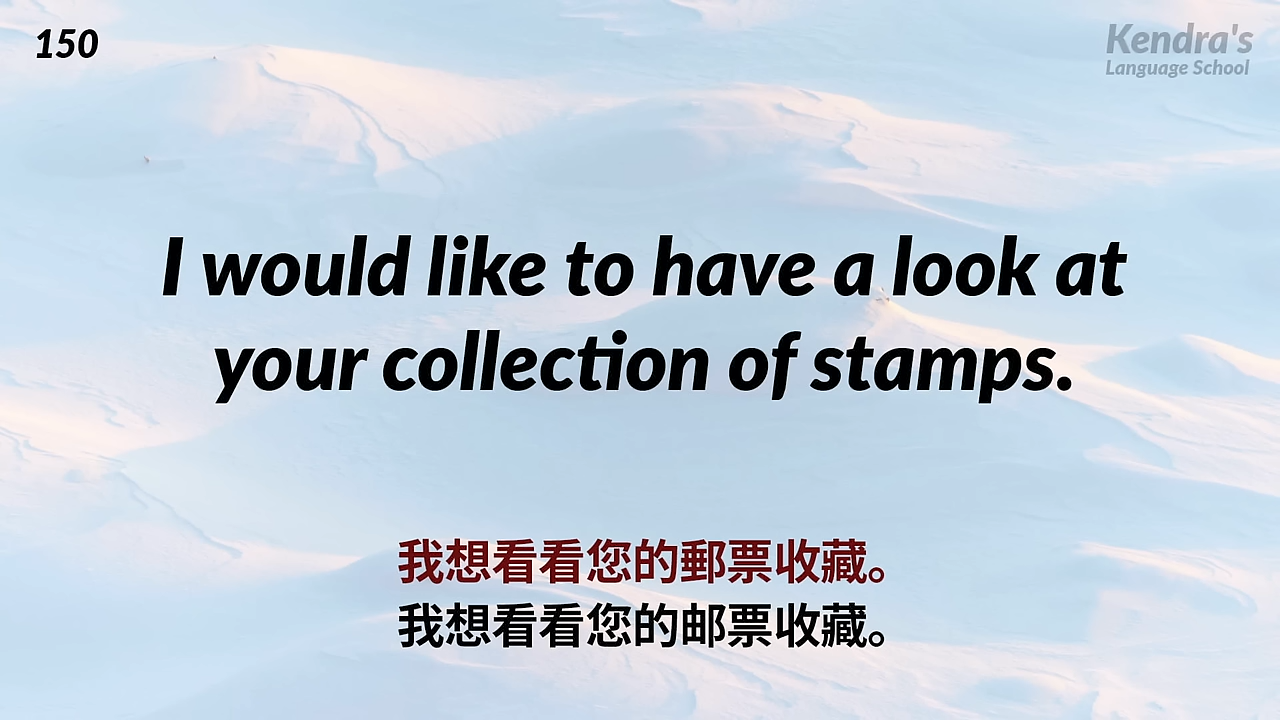 150
Kendra's
Language School
I would like to have a look at
your collection of stamps.
我想看看您的郵票收藏。
我想看看您的邮票收藏。